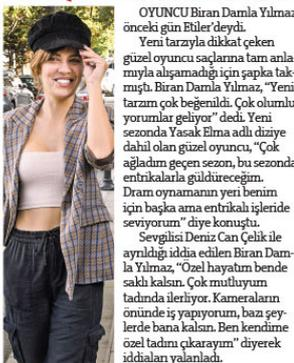 OYUNCU Biran Damla Yılmaz
önceki gün Etiler'deydi.
Yeni tarzıyla dikkat çeken
güzel oyuncu saçlarına tam anla-
mıyla alışamadığı için şapka tak-
mıştı. Biran Damla Yılmaz, “Yeni
tarzım çok beğenildi. Çok olumlu
yorumlar geliyor” dedi. Yeni
sezonda Yasak Elma adlı diziye
dahil olan güzel oyuncu, “Çok
ağladım geçen sezon, bu sezonda
entrikalarla güldüreceğim.
Dram oynamanın yeri benim
için başka ama entrikalı işleride
seviyorum” diye konuştu.
Sevgilisi Deniz Can Çelik ile
ayrıldığı iddia edilen Biran Dam-
la Yılmaz, “Özel hayatım bende
saklı kalsın. Çok mutluyum
tadında ilerliyor. Kameraların
önünde iş yapıyorum, bazı şey-
lerde bana kalsın. Ben kendime
özel tadını çıkarayım” diyerek
iddiaları yalanladı.